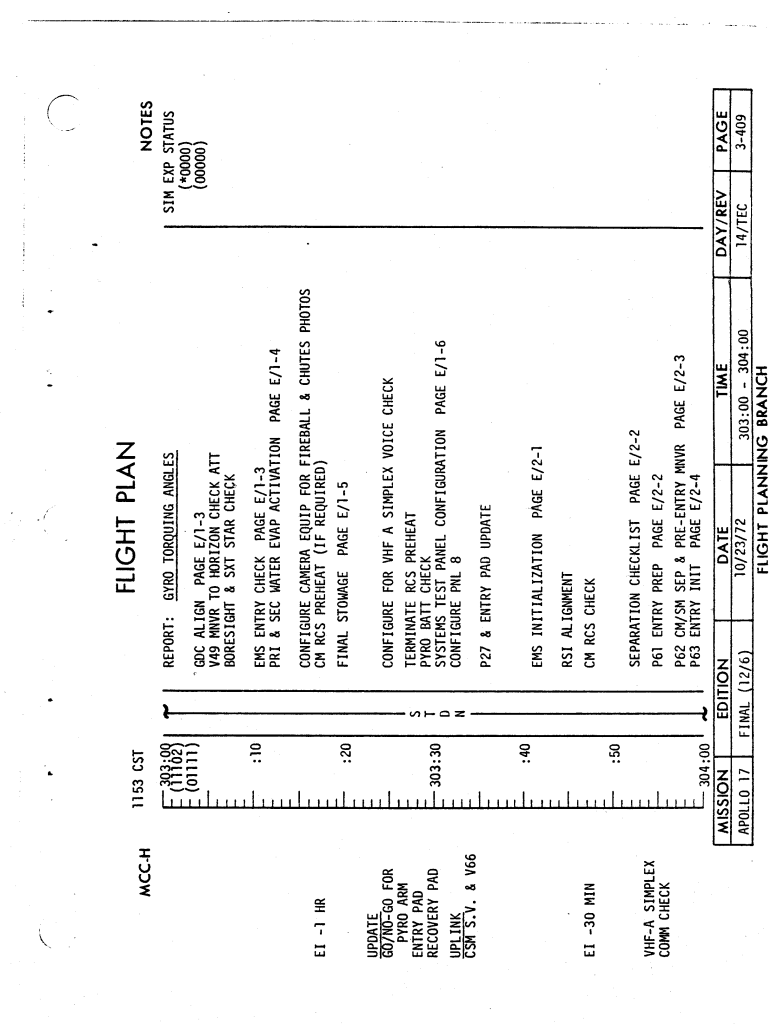 FLIGHT PLAN
MCC-H
1153 CST
NOTES
EI -1 HR
UPDATE
GO/NO-GO FOR
PYRO ARM
ENTRY PAD
RECOVERY PAD
UPLINK
CSM S.V. & V66
EI -30 MIN
VHF-A SIMPLEX
COMM CHECK
303:00
(11102)
(01111)
:10
:20
303:30
:40
:50
304:00
S
T
D
N
REPORT: GYRO TORQUING ANGLES
GDC ALIGN PAGE E/1-3
V49 MNVR TO HORIZON CHECK ATT
BORESIGHT & SXT STAR CHECK
EMS ENTRY CHECK PAGE E/1-3
PRI & SEC WATER EVAP ACTIVATION PAGE E/1-4
CONFIGURE CAMERA EQUIP FOR FIREBALL & CHUTES PHOTOS
CM RCS PREHEAT (IF REQUIRED)
FINAL STOWAGE PAGE E/1-5
CONFIGURE FOR VHF A SIMPLEX VOICE CHECK
TERMINATE RCS PREHEAT
PYRO BATT CHECK
SYSTEMS TEST PANEL CONFIGURATION PAGE E/1-6
CONFIGURE PNL 8
P27 & ENTRY PAD UPDATE
EMS INITIALIZATION PAGE E/2-1
RSI ALIGNMENT
CM RCS CHECK
SEPARATION CHECKLIST PAGE E/2-2
P61 ENTRY PREP PAGE E/2-2
P62 CM/SM SEP & PRE-ENTRY MNVR PAGE E/2-3
P63 ENTRY INIT PAGE E/2-4
SIM EXP STATUS
(*0000)
(00000)
MISSION EDITION DATE TIME DAY/REV PAGE
APOLLO 17 FINAL (12/6) 10/23/72 303:00 - 304:00 14/TEC 3-409
FLIGHT PLANNING BRANCH